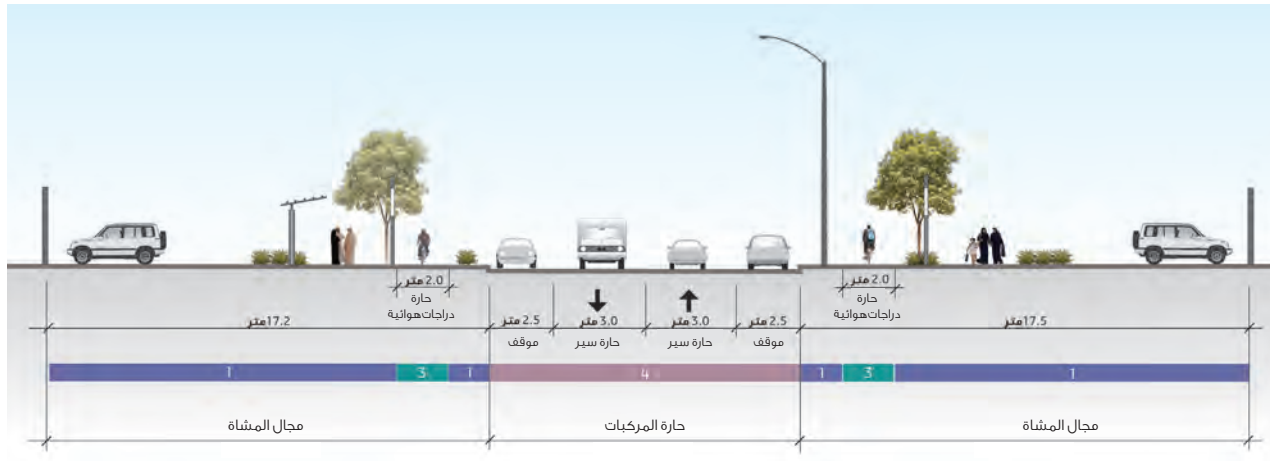 2.0 متر
حارة
دراجات هوائية
2.0 متر
حارة
دراجات هوائية
17.5 متر
2.5 متر
موقف
3.0 متر
حارة سير
3.0 متر
حارة سير
2.5 متر
موقف
17.2 متر
1
3
1
4
1
3
1
مجال المشاة
حارة المركبات
مجال المشاة